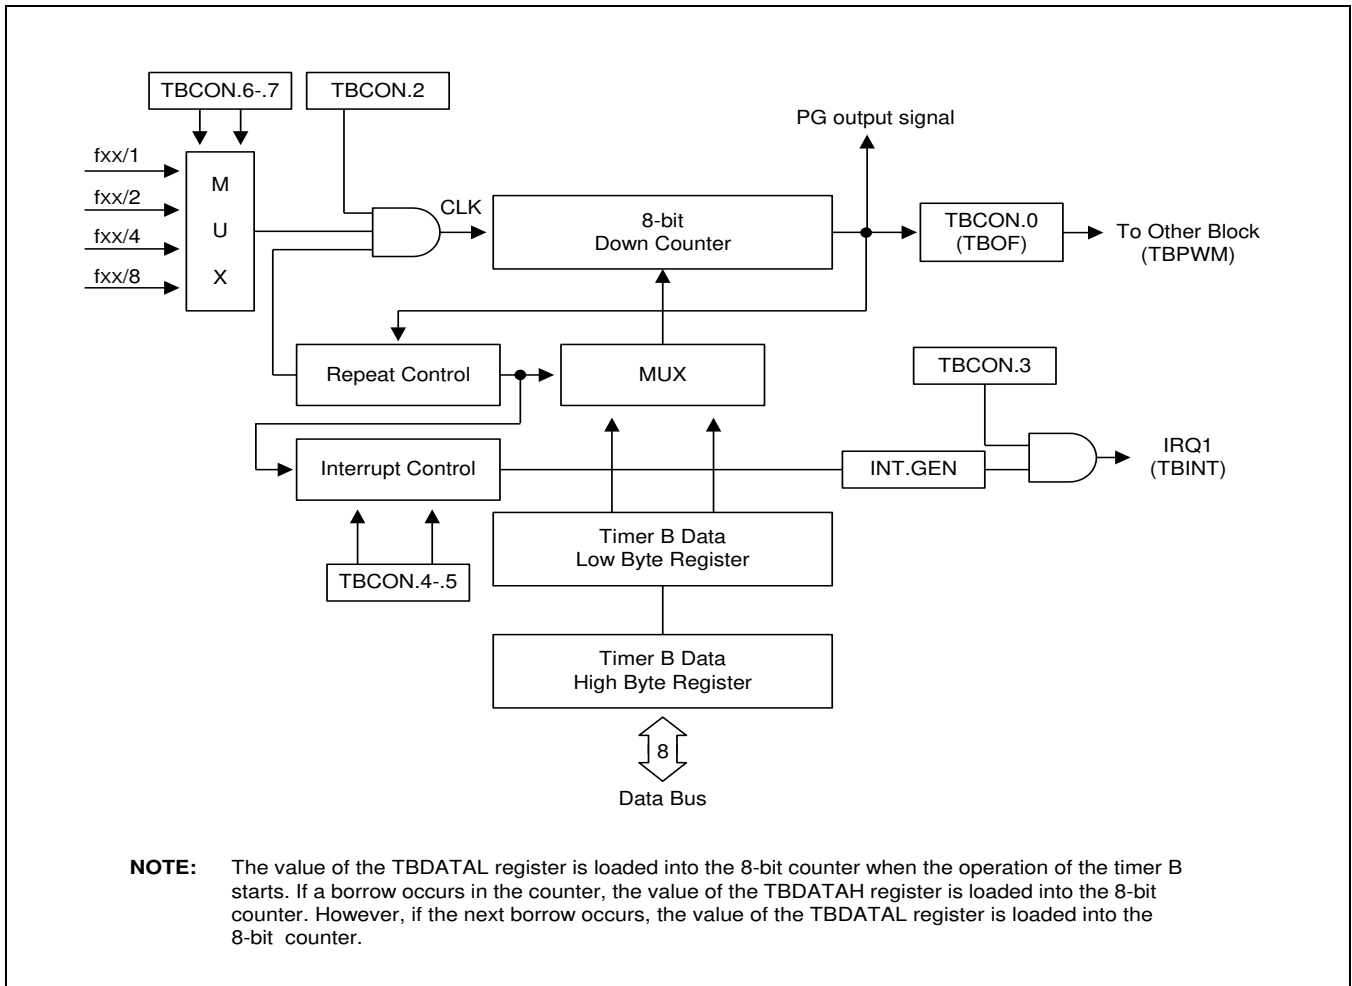 TBCON.6-.7
TBCON.2
PG output signal
fxx/1
fxx/2
fxx/4
fxx/8
M
U
X
CLK
8-bit
Down Counter
TBCON.0
(TBOF)
To Other Block
(TBPWM)
Repeat Control
MUX
TBCON.3
Interrupt Control
INT.GEN
IRQ1
(TBINT)
TBCON.4-.5
Timer B Data
Low Byte Register
Timer B Data
High Byte Register
8
Data Bus
NOTE: The value of the TBDATAL register is loaded into the 8-bit counter when the operation of the timer B
starts. If a borrow occurs in the counter, the value of the TBDATAH register is loaded into the 8-bit
counter. However, if the next borrow occurs, the value of the TBDATAL register is loaded into the
8-bit counter.